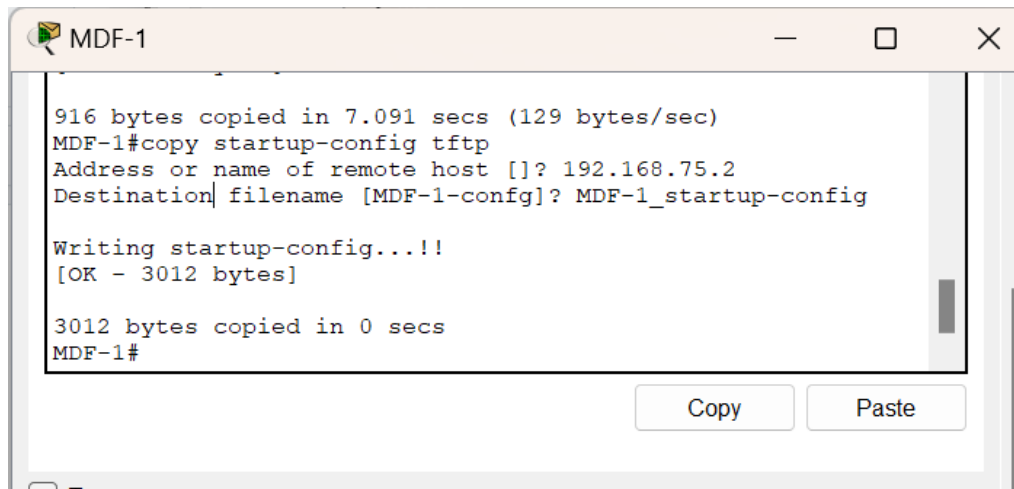 MDF-1
916 bytes copied in 7.091 secs (129 bytes/sec)
MDF-1#copy startup-config tftp
Address or name of remote host []? 192.168.75.2
Destination filename [MDF-1-confg]? MDF-1_startup-config
Writing startup-config...!!
[OK - 3012 bytes]
3012 bytes copied in 0 secs
MDF-1#
Copy
Paste